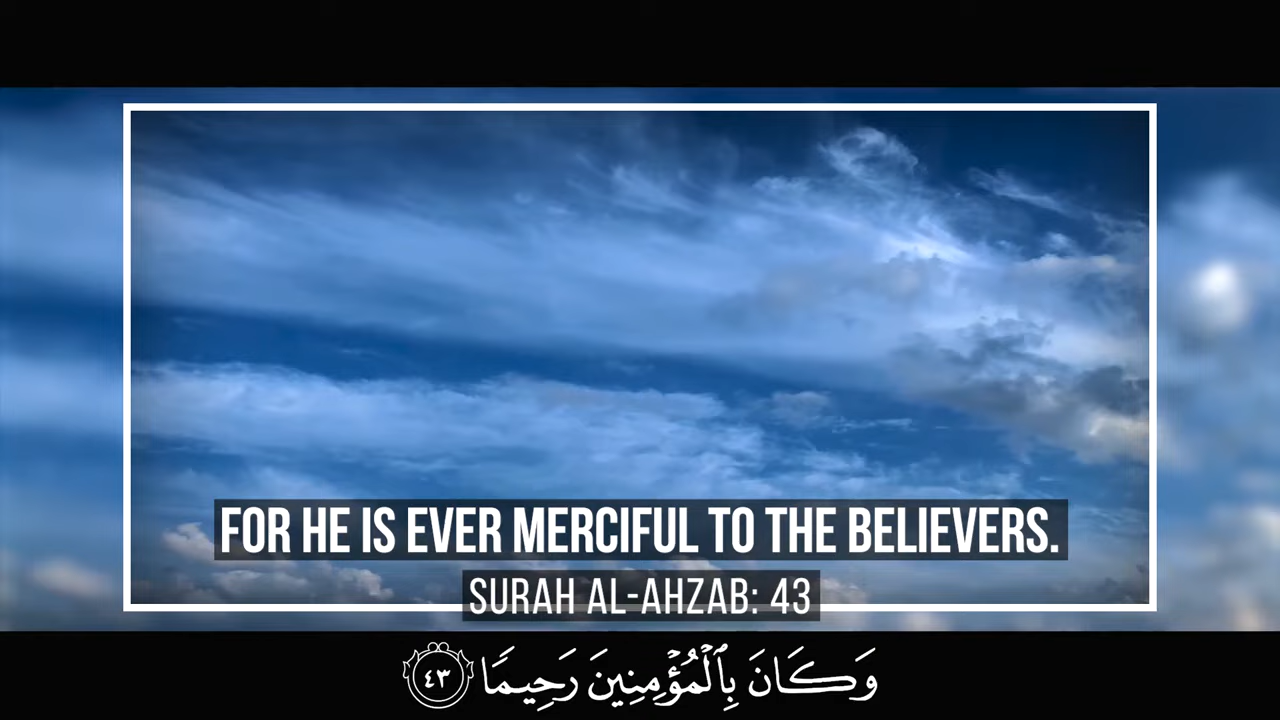 FOR HE IS EVER MERCIFUL TO THE BELIEVERS.
SURAH AL-AHZAB: 43
وَكَانَ بِٱلْمُؤْمِنِينَ رَحِيمًا ٤٣